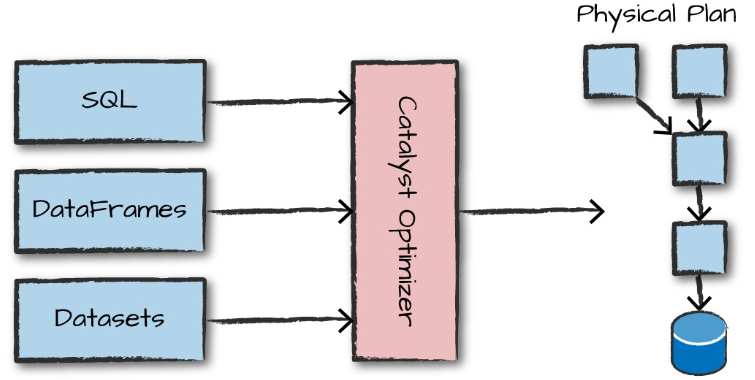 Physical Plan
SQL
DataFrames
Datasets
Catalyst Optimizer